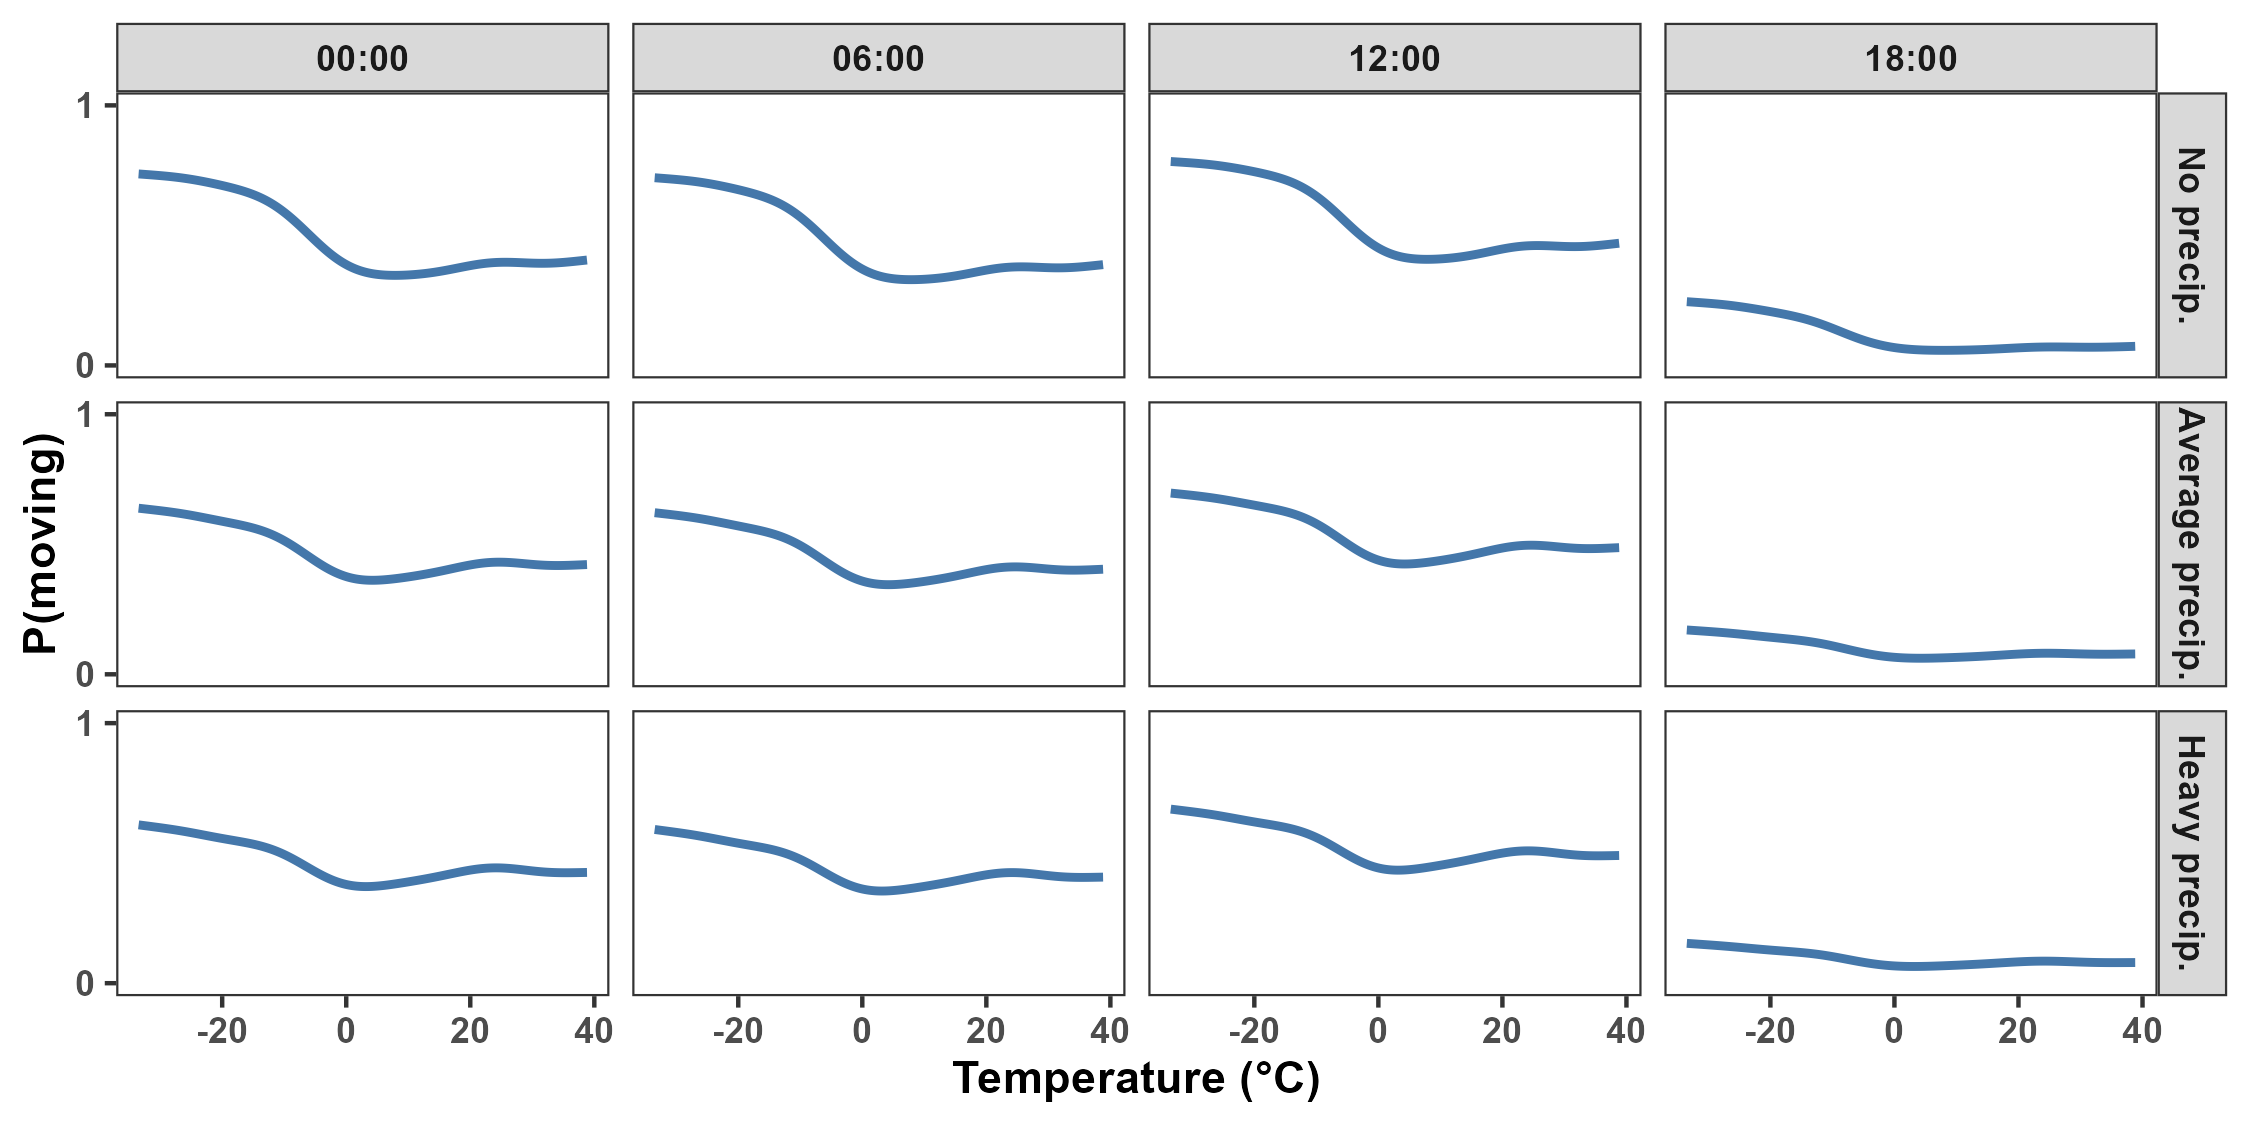 00:00 06:00 12:00 18:00
1
0
No precip.
1
0
Average precip.
1
0
Heavy precip.
P(moving)
-20 0 20 40 -20 0 20 40 -20 0 20 40 -20 0 20 40
Temperature (°C)